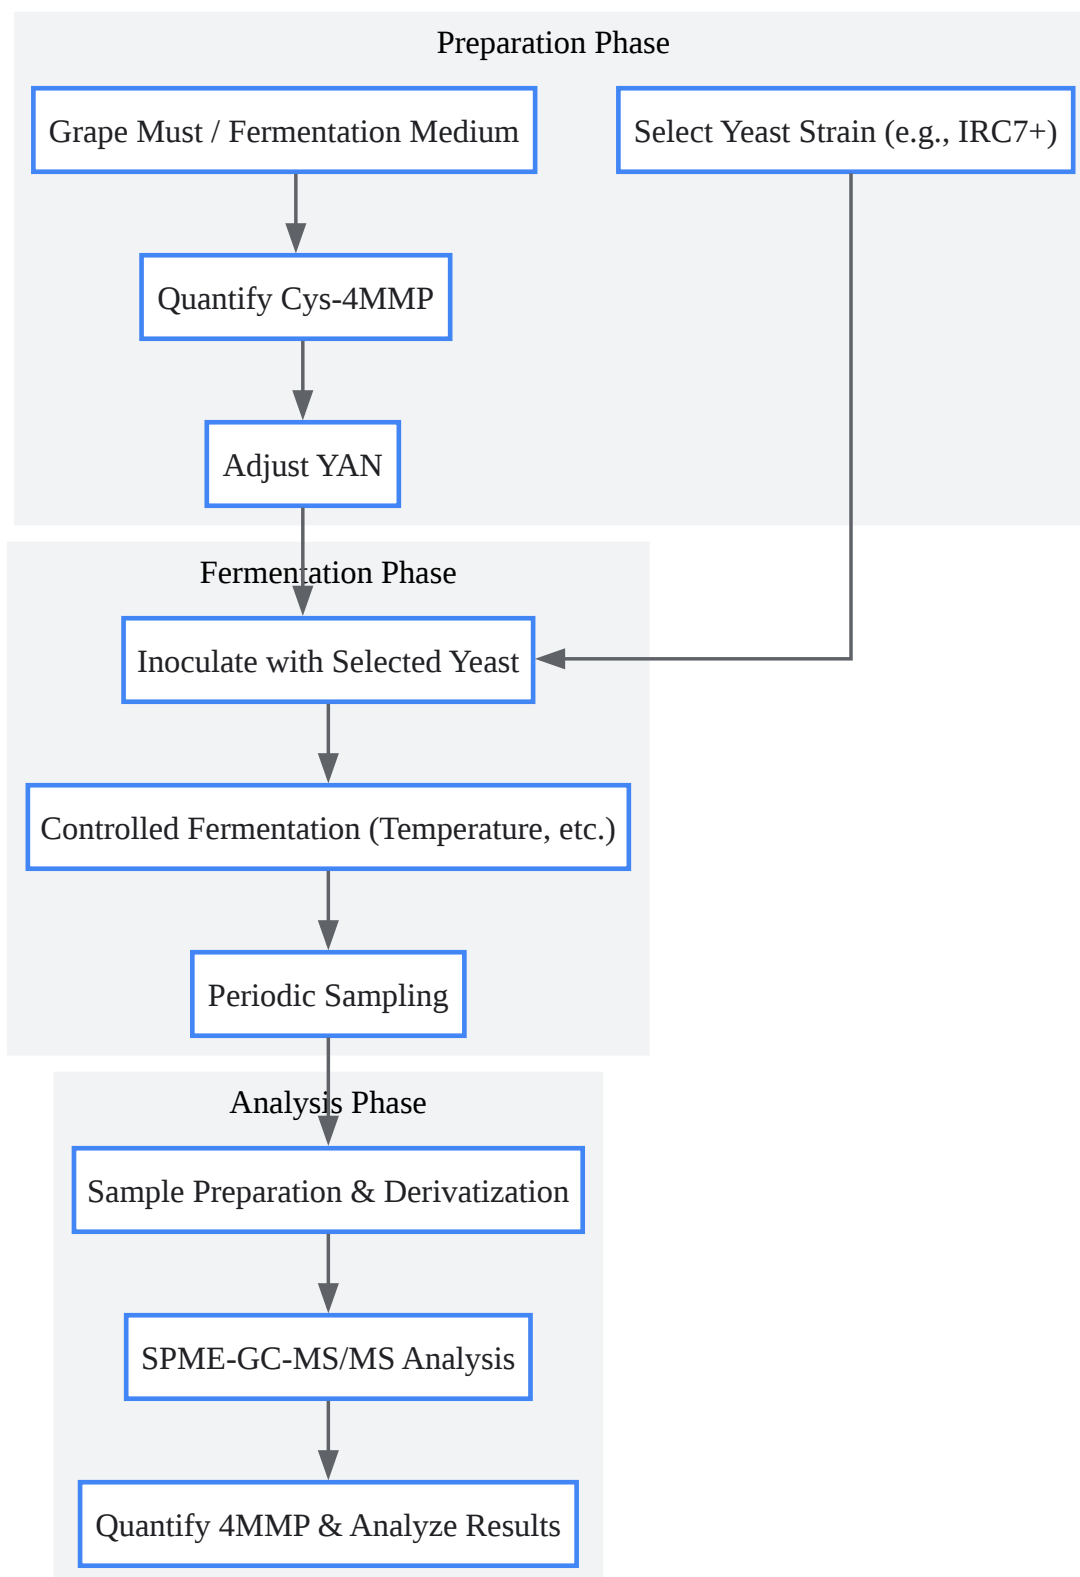 Preparation Phase
Grape Must / Fermentation Medium
Select Yeast Strain (e.g., IRC7+)
Quantify Cys-4MMP
Adjust YAN
Fermentation Phase
Inoculate with Selected Yeast
Controlled Fermentation (Temperature, etc.)
Periodic Sampling
Analysis Phase
Sample Preparation & Derivatization
SPME-GC-MS/MS Analysis
Quantify 4MMP & Analyze Results